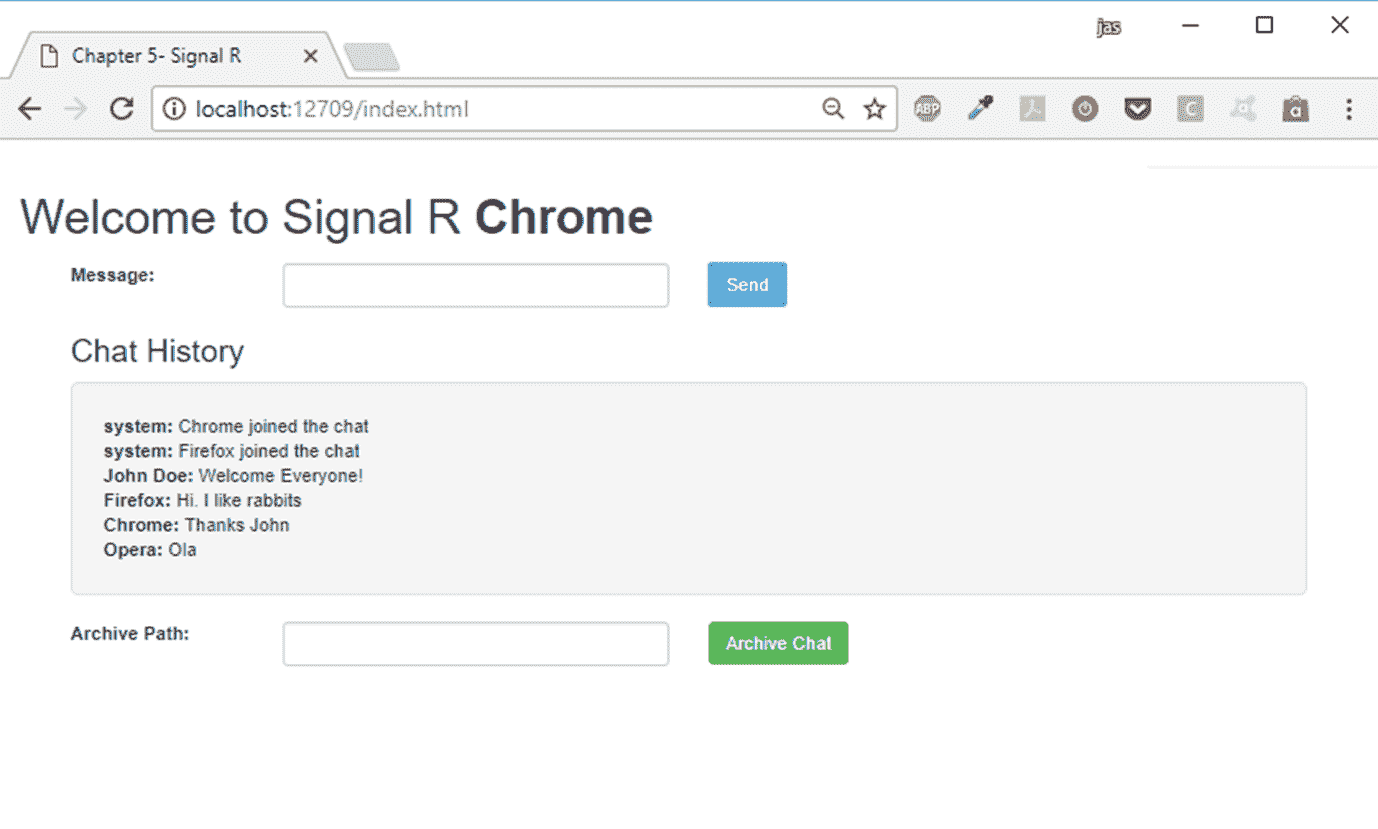 jas
Chapter 5- Signal R
localhost:12709/index.html
ABP
C
a
Welcome to Signal R Chrome
Message:
Send
Chat History
system: Chrome joined the chat
system: Firefox joined the chat
John Doe: Welcome Everyone!
Firefox: Hi. I like rabbits
Chrome: Thanks John
Opera: Ola
Archive Path:
Archive Chat